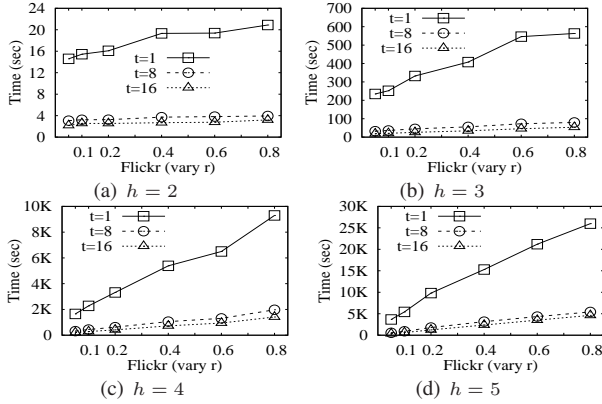 24
20
16
12
8
4
0
Time (sec)
t=1
t=8
t=16
0.1 0.2 0.4 0.6 0.8
Flickr (vary r)
(a) h = 2
700
600
500
400
300
200
100
0
Time (sec)
t=1
t=8
t=16
0.1 0.2 0.4 0.6 0.8
Flickr (vary r)
(b) h = 3
10K
8K
6K
4K
2K
0
Time (sec)
t=1
t=8
t=16
0.1 0.2 0.4 0.6 0.8
Flickr (vary r)
(c) h = 4
30K
25K
20K
15K
10K
5K
0
Time (sec)
t=1
t=8
t=16
0.1 0.2 0.4 0.6 0.8
Flickr (vary r)
(d) h = 5